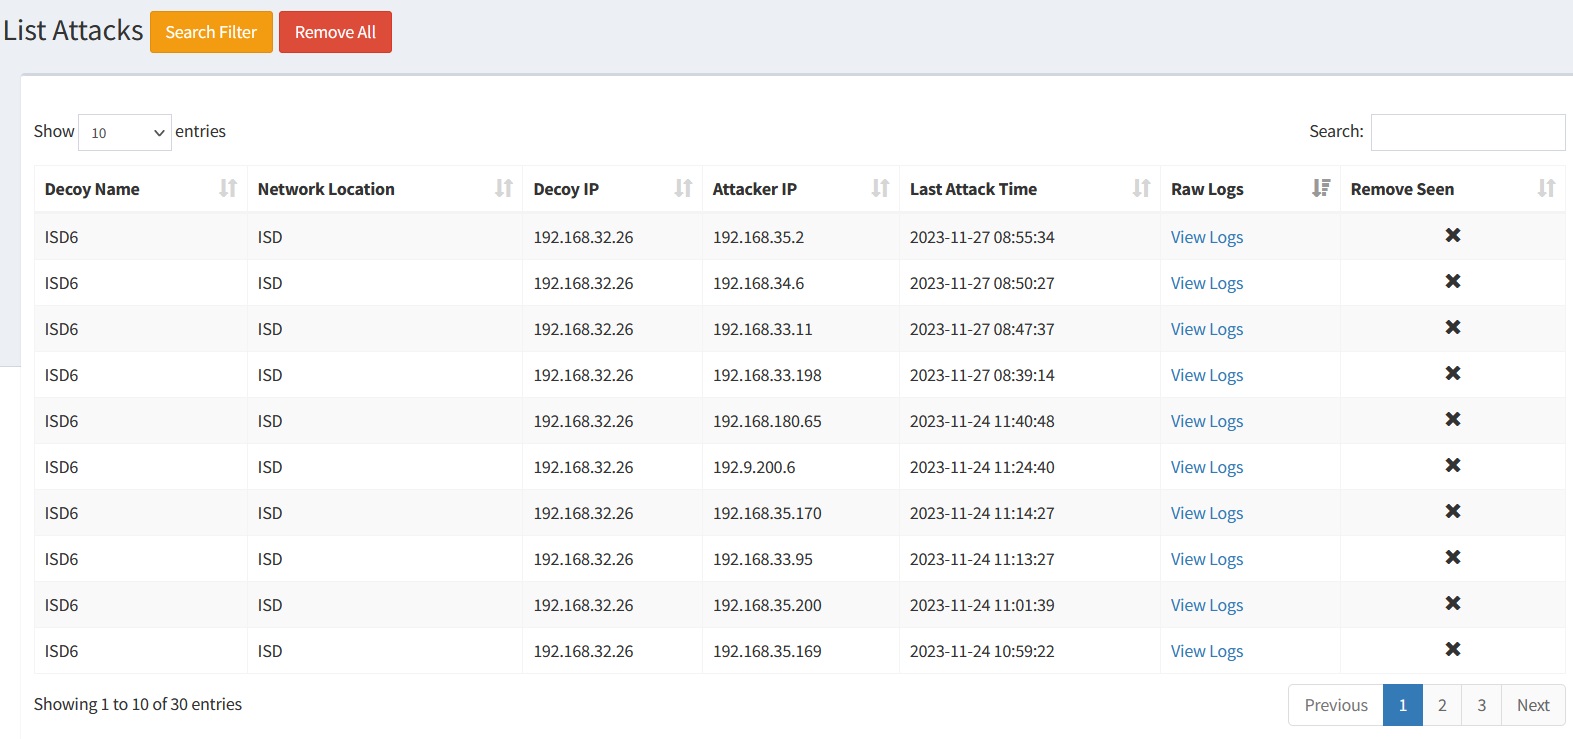 List Attacks Search Filter Remove All
Show 10 entries Search:
Decoy Name Network Location Decoy IP Attacker IP Last Attack Time Raw Logs Remove Seen
ISD6 ISD 192.168.32.26 192.168.35.2 2023-11-27 08:55:34 View Logs
ISD6 ISD 192.168.32.26 192.168.34.6 2023-11-27 08:50:27 View Logs
ISD6 ISD 192.168.32.26 192.168.33.11 2023-11-27 08:47:37 View Logs
ISD6 ISD 192.168.32.26 192.168.33.198 2023-11-27 08:39:14 View Logs
ISD6 ISD 192.168.32.26 192.168.180.65 2023-11-24 11:40:48 View Logs
ISD6 ISD 192.168.32.26 192.9.200.6 2023-11-24 11:24:40 View Logs
ISD6 ISD 192.168.32.26 192.168.35.170 2023-11-24 11:14:27 View Logs
ISD6 ISD 192.168.32.26 192.168.33.95 2023-11-24 11:13:27 View Logs
ISD6 ISD 192.168.32.26 192.168.35.200 2023-11-24 11:01:39 View Logs
ISD6 ISD 192.168.32.26 192.168.35.169 2023-11-24 10:59:22 View Logs
Showing 1 to 10 of 30 entries Previous 1 2 3 Next